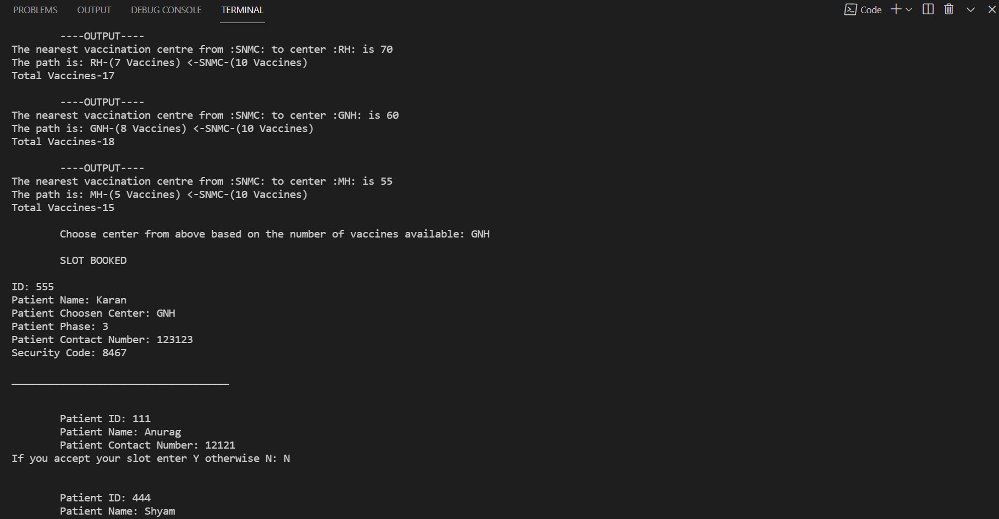 PROBLEMS OUTPUT DEBUG CONSOLE TERMINAL Code
----OUTPUT----
The nearest vaccination centre from :SNMC: to center :RH: is 70
The path is: RH-(7 Vaccines) <-SNMC-(10 Vaccines)
Total Vaccines-17
----OUTPUT----
The nearest vaccination centre from :SNMC: to center :GNH: is 60
The path is: GNH-(8 Vaccines) <-SNMC-(10 Vaccines)
Total Vaccines-18
----OUTPUT----
The nearest vaccination centre from :SNMC: to center :MH: is 55
The path is: MH-(5 Vaccines) <-SNMC-(10 Vaccines)
Total Vaccines-15
Choose center from above based on the number of vaccines available: GNH
SLOT BOOKED
ID: 555
Patient Name: Karan
Patient Choosen Center: GNH
Patient Phase: 3
Patient Contact Number: 123123
Security Code: 8467
____________________________________
Patient ID: 111
Patient Name: Anurag
Patient Contact Number: 12121
If you accept your slot enter Y otherwise N: N
Patient ID: 444
Patient Name: Shyam